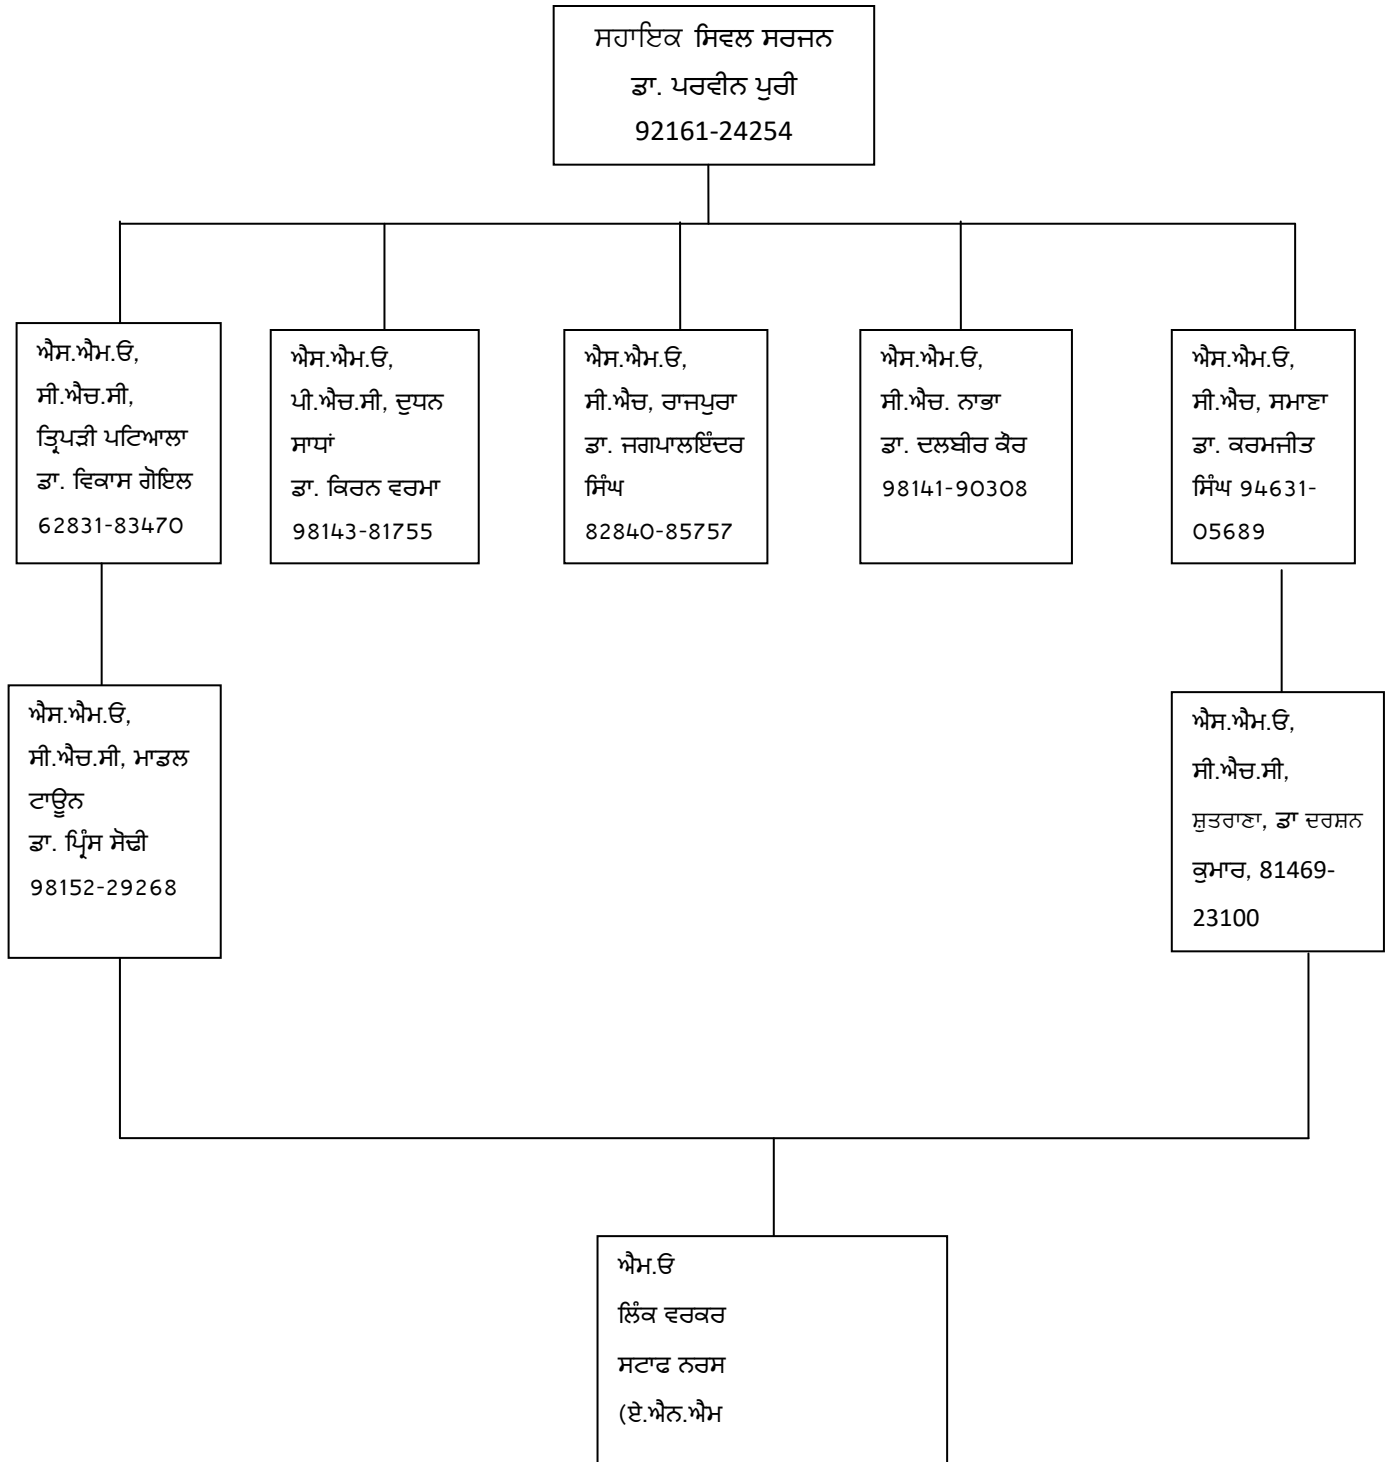 ਸਹਾਇਕ ਸਿਵਲ ਸਰਜਨ
ਡਾ. ਪਰਵੀਨ ਪੁਰੀ
92161-24254
ਐਸ.ਐਮ.ਓ,
ਸੀ.ਐਚ.ਸੀ,
ਤ੍ਰਿਪੜੀ ਪਟਿਆਲਾ
ਡਾ. ਵਿਕਾਸ ਗੋਇਲ
62831-83470
ਐਸ.ਐਮ.ਓ,
ਪੀ.ਐਚ.ਸੀ, ਦੁਧਨ
ਸਾਧਾਂ
ਡਾ. ਕਿਰਨ ਵਰਮਾ
98143-81755
ਐਸ.ਐਮ.ਓ,
ਸੀ.ਐਚ, ਰਾਜਪੁਰਾ
ਡਾ. ਜਗਪਾਲਇੰਦਰ
ਸਿੰਘ
82840-85757
ਐਸ.ਐਮ.ਓ,
ਸੀ.ਐਚ. ਨਾਭਾ
ਡਾ. ਦਲਬੀਰ ਕੌਰ
98141-90308
ਐਸ.ਐਮ.ਓ,
ਸੀ.ਐਚ, ਸਮਾਣਾ
ਡਾ. ਕਰਮਜੀਤ
ਸਿੰਘ 94631-
05689
ਐਸ.ਐਮ.ਓ,
ਸੀ.ਐਚ.ਸੀ, ਮਾਡਲ
ਟਾਊਨ
ਡਾ. ਪ੍ਰਿੰਸ ਸੋਢੀ
98152-29268
ਐਸ.ਐਮ.ਓ,
ਸੀ.ਐਚ.ਸੀ,
ਸ਼ੁਤਰਾਣਾ, ਡਾ ਦਰਸ਼ਨ
ਕੁਮਾਰ, 81469-
23100
ਐਮ.ਓ
ਲਿੰਕ ਵਰਕਰ
ਸਟਾਫ ਨਰਸ
(ਏ.ਐਨ.ਐਮ